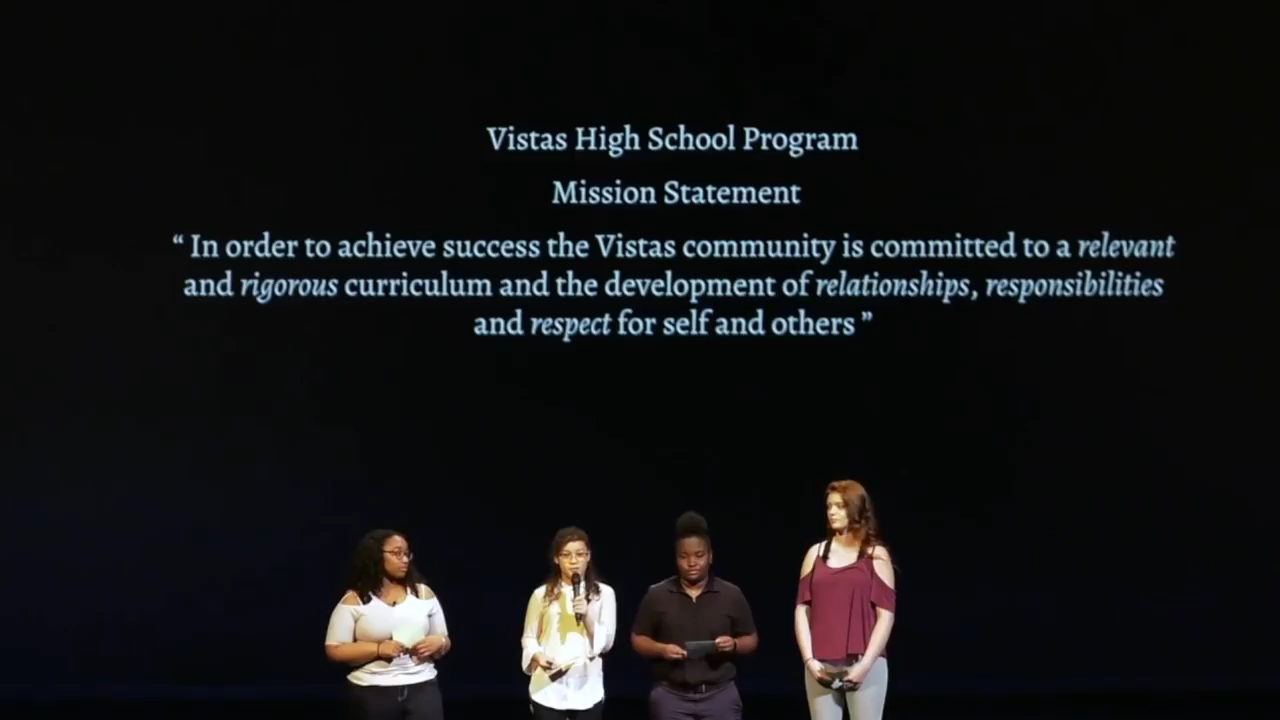 Vistas High School Program
Mission Statement
“ In order to achieve success the Vistas community is committed to a relevant
and rigorous curriculum and the development of relationships, responsibilities
and respect for self and others ”